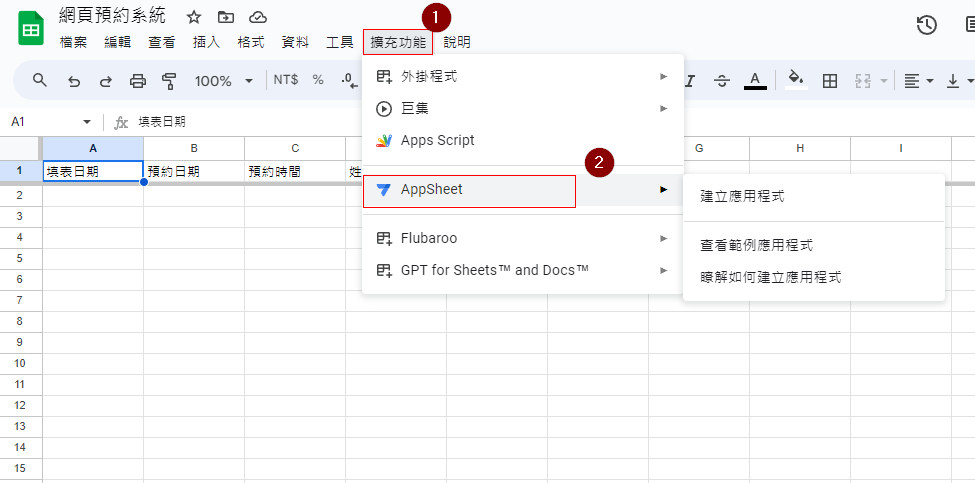 網頁預約系統
1
檔案 編輯 查看 插入 格式 資料 工具 擴充功能 說明
100% NT$ % .0 I S A
外掛程式
巨集
Apps Script
A1 fx 填表日期
A B C G H I
1 填表日期 預約日期 預約時間 姓
2
AppSheet
建立應用程式
查看範例應用程式
瞭解如何建立應用程式
Flubaroo
GPT for Sheets™ and Docs™
2
3
4
5
6
7
8
9
10
11
12
13
14
15